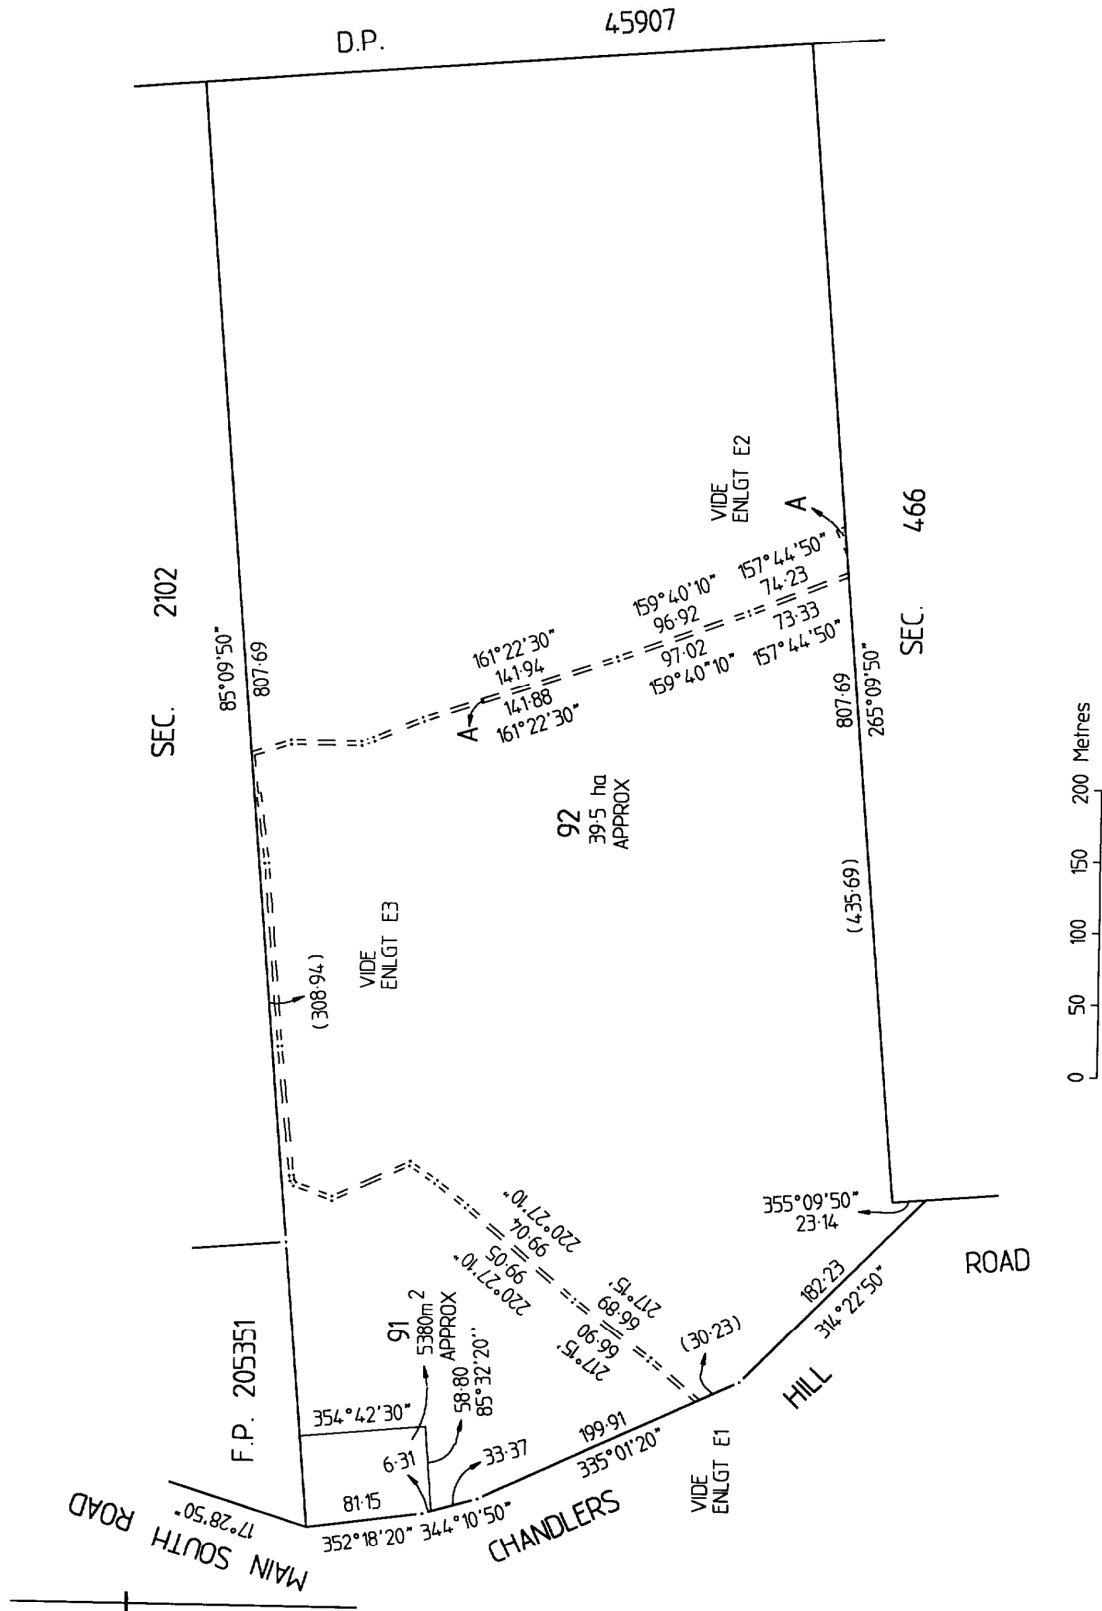 D.P. 45907
SEC. 2102
85°09'50"
807·69
VIDE
ENLGT E2
A
157°44'50"
74·23
159°40'10"
96·92
161°22'30"
141·94
141·88
161°22'30"
A
97·02
159°40"10"
73·33
157°44'50"
SEC. 466
807·69
265°09'50"
92
39·5 ha
APPROX
(435·69)
(308·94)
VIDE
ENLGT E3
0 50 100 150 200 Metres
220°27'10"
99·04
99·05
220°27'10"
217°15'
66·89
66·90
217°15'
355°09'50"
23·14
ROAD
182·23
314°22'50"
(30·23)
HILL
F.P. 205351
91
5380m2
APPROX
58·80
85°32'20''
354°42'30"
6·31
33·37
81·15
352°18'20" 344°10'50"
199·91
335°01'20"
VIDE
ENLGT E1
CHANDLERS
17°28'50"
MAIN SOUTH ROAD